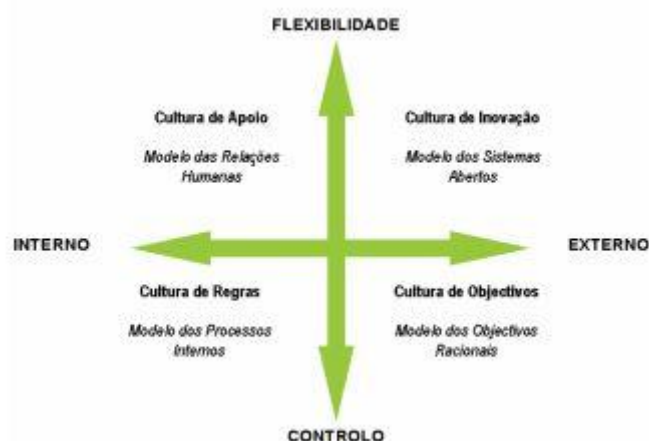 FLEXIBILIDADE
Cultura de Apoio
Modelo das Relações
Humanas
Cultura de Inovação
Modelo dos Sistemas
Abertos
INTERNO
EXTERNO
Cultura de Regras
Modelo dos Processos
Internos
Cultura de Objectivos
Modelo dos Objectivos
Racionais
CONTROLO